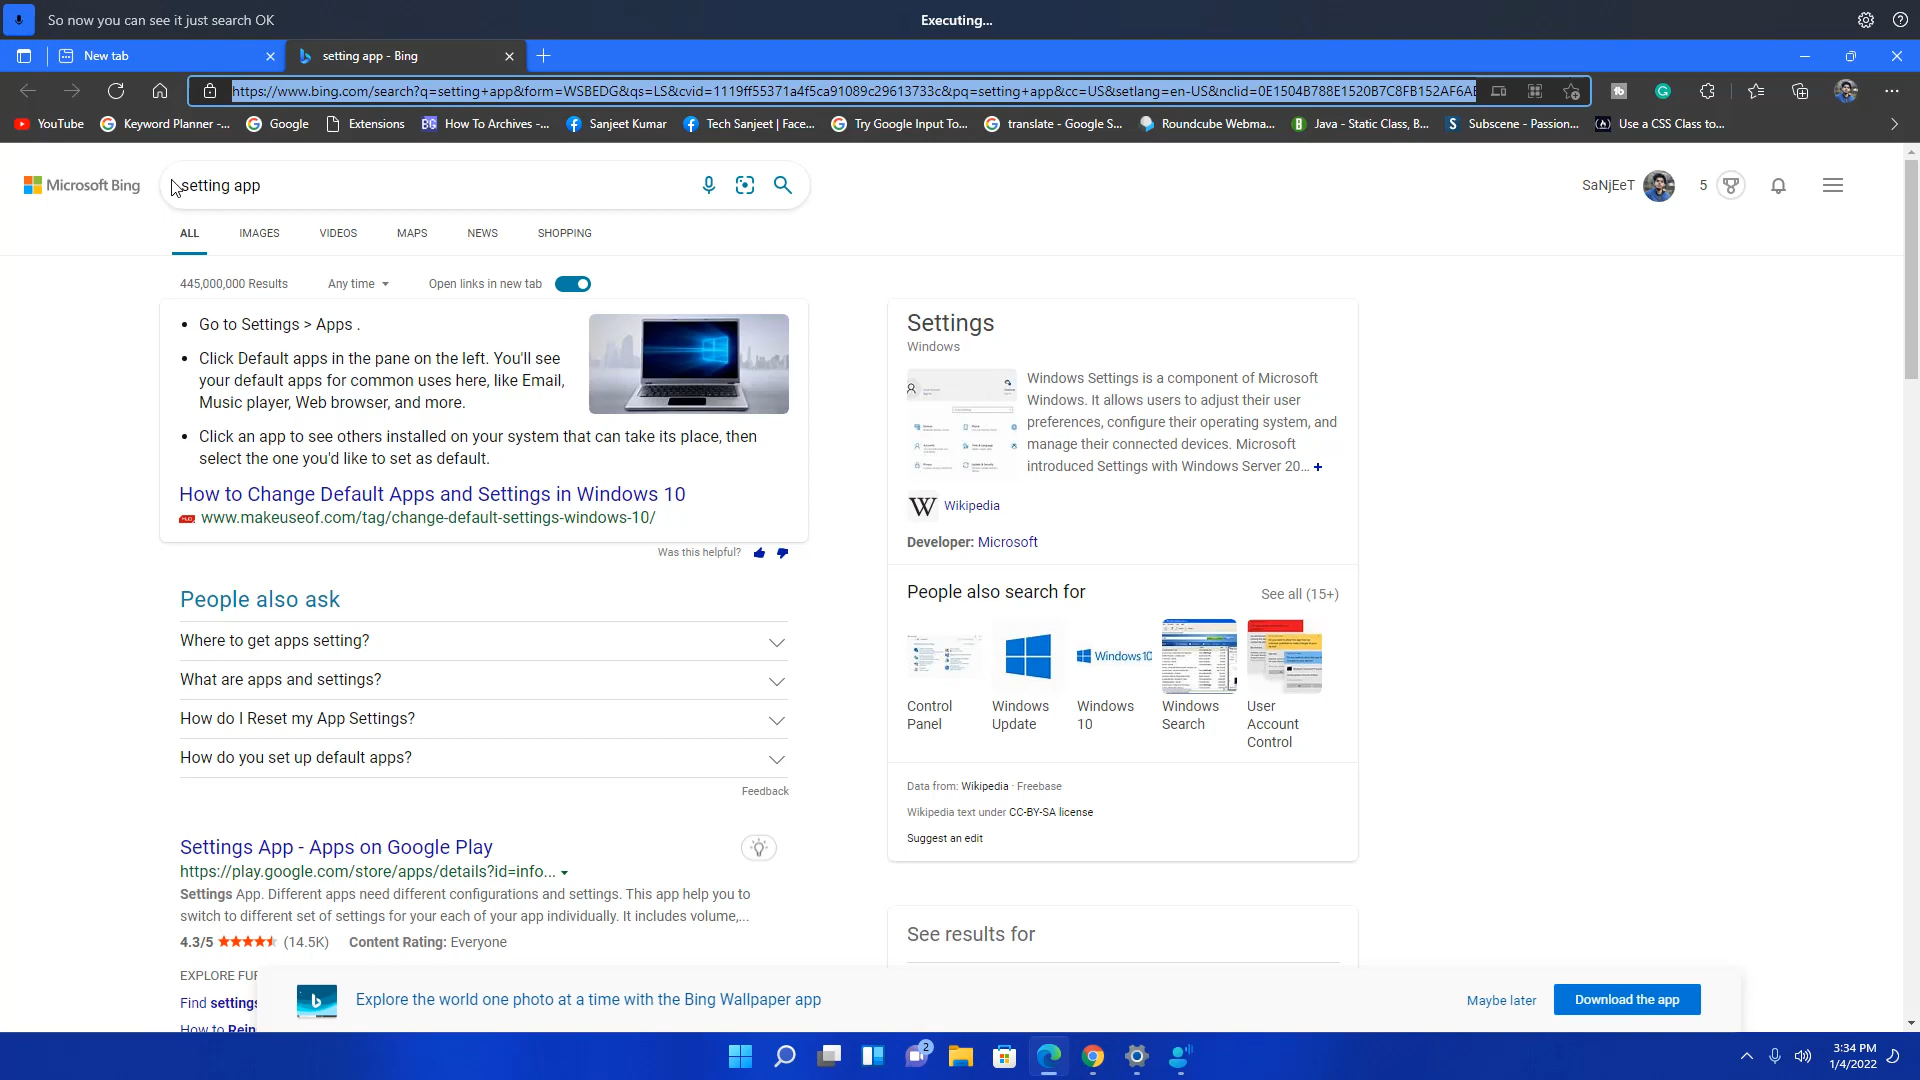 So now you can see it just search OK
Executing...
New tab
setting app - Bing
https://www.bing.com/search?q=setting+app&form=WSBEDG&qs=LS&cvid=1119ff55371a4f5ca91089c29613733c&pq=setting+app&cc=US&setlang=en-US&nclid=0E1504B788E1520B7C8FB152AF6AE
YouTube
Keyword Planner -...
Google
Extensions
How To Archives -...
Sanjeet Kumar
Tech Sanjeet | Face...
Try Google Input To...
translate - Google S...
Roundcube Webma...
Java - Static Class, B...
Subscene - Passion...
Use a CSS Class to...
Microsoft Bing
setting app
SaNjEeT
5
ALL
IMAGES
VIDEOS
MAPS
NEWS
SHOPPING
445,000,000 Results
Any time
Open links in new tab
Go to Settings > Apps .
Click Default apps in the pane on the left. You'll see
your default apps for common uses here, like Email,
Music player, Web browser, and more.
Click an app to see others installed on your system that can take its place, then
select the one you'd like to set as default.
How to Change Default Apps and Settings in Windows 10
www.makeuseof.com/tag/change-default-settings-windows-10/
Was this helpful?
People also ask
Where to get apps setting?
What are apps and settings?
How do I Reset my App Settings?
How do you set up default apps?
Feedback
Settings App - Apps on Google Play
https://play.google.com/store/apps/details?id=info...
Settings App. Different apps need different configurations and settings. This app help you to
switch to different set of settings for your each of your app individually. It includes volume,...
4.3/5
(14.5K)
Content Rating: Everyone
EXPLORE FUR
Find settings
How to Rein
Settings
Windows
Windows Settings is a component of Microsoft
Windows. It allows users to adjust their user
preferences, configure their operating system, and
manage their connected devices. Microsoft
introduced Settings with Windows Server 20... +
W Wikipedia
Developer: Microsoft
People also search for
See all (15+)
Windows 10
Control
Panel
Windows
Update
Windows
10
Windows
Search
User
Account
Control
Data from: Wikipedia · Freebase
Wikipedia text under CC-BY-SA license
Suggest an edit
See results for
Explore the world one photo at a time with the Bing Wallpaper app
Maybe later
Download the app
2
3:34 PM
1/4/2022